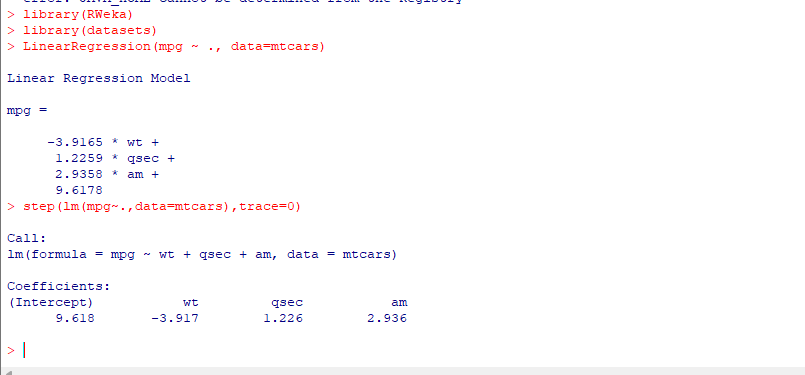 > library(RWeka)
> library(datasets)
> LinearRegression(mpg ~ ., data=mtcars)
Linear Regression Model
mpg =
-3.9165 * wt +
1.2259 * qsec +
2.9358 * am +
9.6178
> step(lm(mpg~.,data=mtcars),trace=0)
Call:
lm(formula = mpg ~ wt + qsec + am, data = mtcars)
Coefficients:
(Intercept) wt qsec am
9.618 -3.917 1.226 2.936
>